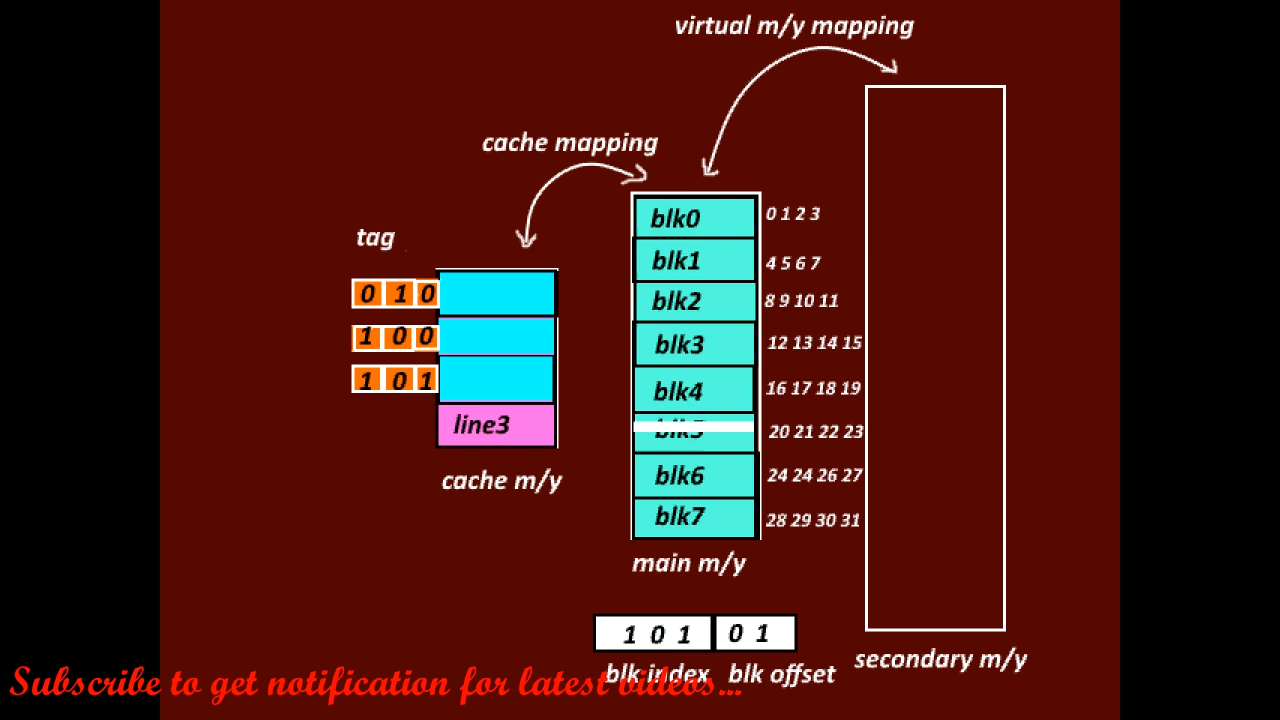 virtual m/y mapping
cache mapping
tag
0 1 0
1 0 0
1 0 1
line3
cache m/y
blk0
0 1 2 3
blk1
4 5 6 7
blk2
8 9 10 11
blk3
12 13 14 15
blk4
16 17 18 19
blk5
20 21 22 23
blk6
24 24 26 27
blk7
28 29 30 31
main m/y
1 0 1
0 1
blk index
blk offset
secondary m/y
Subscribe to get notification for latest videos...